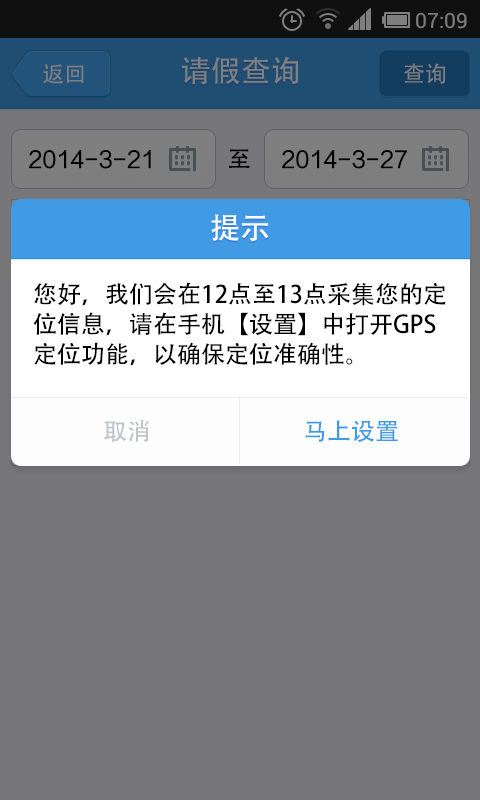 07:09
返回 请假查询 查询
2014-3-21 至 2014-3-27
提示
您好，我们会在12点至13点采集您的定
位信息，请在手机【设置】中打开GPS
定位功能，以确保定位准确性。
取消 马上设置